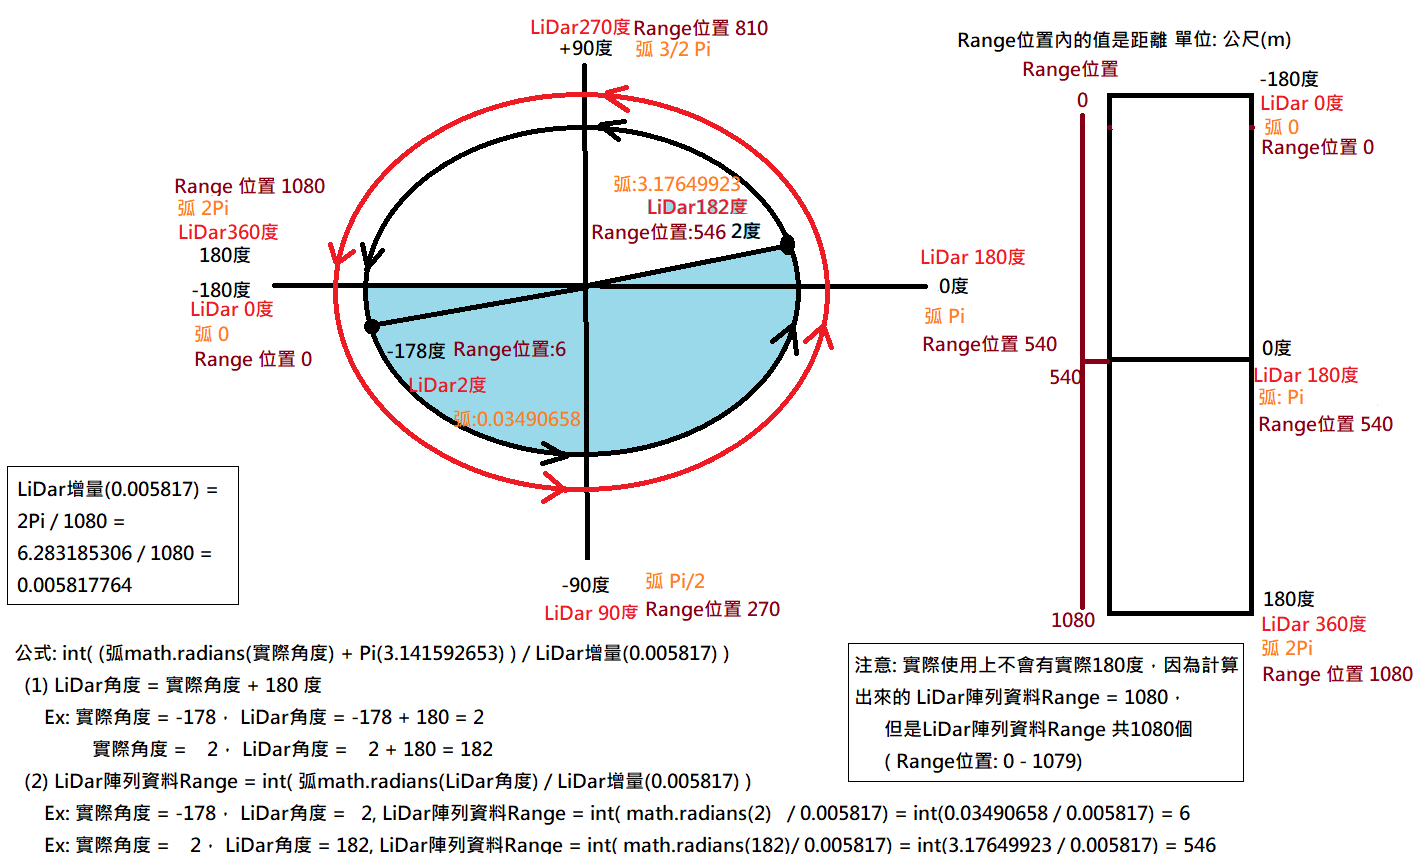 LiDar270度 Range位置 810
+90度 弧 3/2 Pi
Range 位置 1080
弧 2Pi
LiDar360度
180度
-180度
LiDar 0度
弧 0
Range 位置 0
弧:3.17649923
LiDar182度
Range位置:546 2度
LiDar 180度
0度
弧 Pi
Range位置 540
-178度 Range位置:6
LiDar2度
弧:0.03490658
-90度 弧 Pi/2
LiDar 90度 Range位置 270
LiDar增量(0.005817) =
2Pi / 1080 =
6.283185306 / 1080 =
0.005817764
Range位置內的值是距離 單位: 公尺(m)
Range位置
0
540
1080
-180度
LiDar 0度
弧 0
Range位置 0
0度
LiDar 180度
弧: Pi
Range位置 540
180度
LiDar 360度
弧 2Pi
Range 位置 1080
公式: int( (弧math.radians(實際角度) + Pi(3.141592653) ) / LiDar增量(0.005817) )
(1) LiDar角度 = 實際角度 + 180 度
Ex: 實際角度 = -178, LiDar角度 = -178 + 180 = 2
實際角度 = 2, LiDar角度 = 2 + 180 = 182
(2) LiDar陣列資料Range = int( 弧math.radians(LiDar角度) / LiDar增量(0.005817) )
Ex: 實際角度 = -178, LiDar角度 = 2, LiDar陣列資料Range = int( math.radians(2) / 0.005817) = int(0.03490658 / 0.005817) = 6
Ex: 實際角度 = 2, LiDar角度 = 182, LiDar陣列資料Range = int( math.radians(182)/ 0.005817) = int(3.17649923 / 0.005817) = 546
注意: 實際使用上不會有實際180度,因為計算
出來的 LiDar陣列資料Range = 1080,
但是LiDar陣列資料Range 共1080個
( Range位置: 0 - 1079)